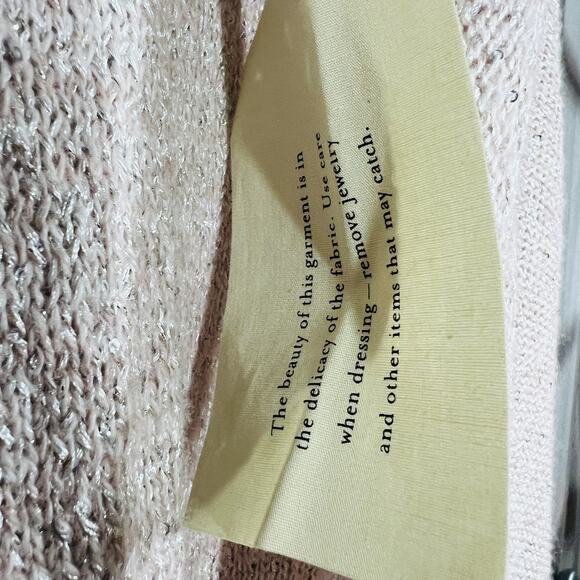 The beauty of this garment is in
the delicacy of the fabric. Use care
when dressing—remove jewelry
and other items that may catch.